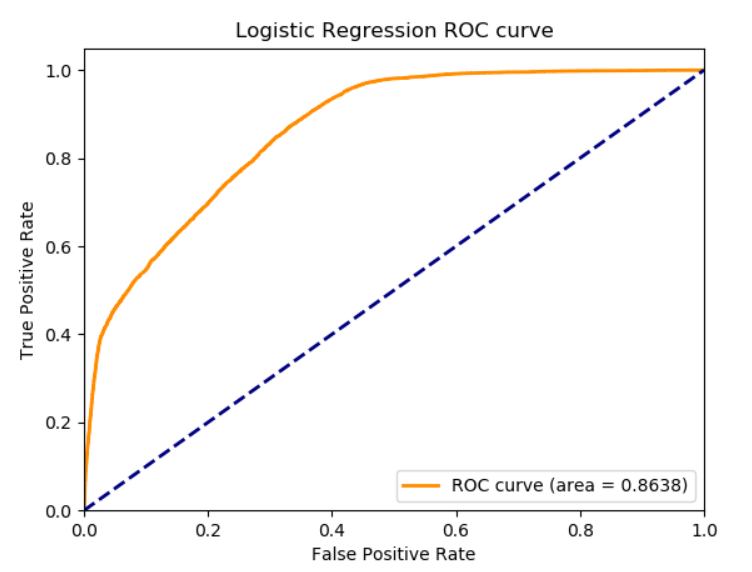 Logistic Regression ROC curve
True Positive Rate
1.0
0.8
0.6
0.4
0.2
0.0
ROC curve (area = 0.8638)
0.0 0.2 0.4 0.6 0.8 1.0
False Positive Rate